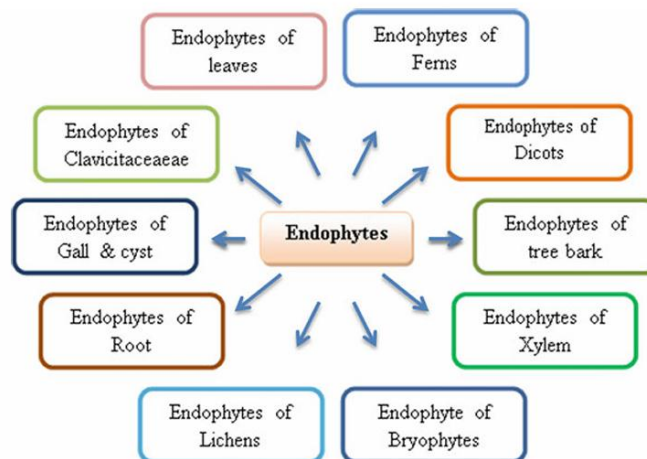 Endophytes of
leaves
Endophytes of
Ferns
Endophytes of
Clavicitaceaeae
Endophytes of
Dicots
Endophytes of
Gall & cyst
Endophytes
Endophytes of
tree bark
Endophytes of
Root
Endophytes of
Xylem
Endophytes of
Lichens
Endophyte of
Bryophytes